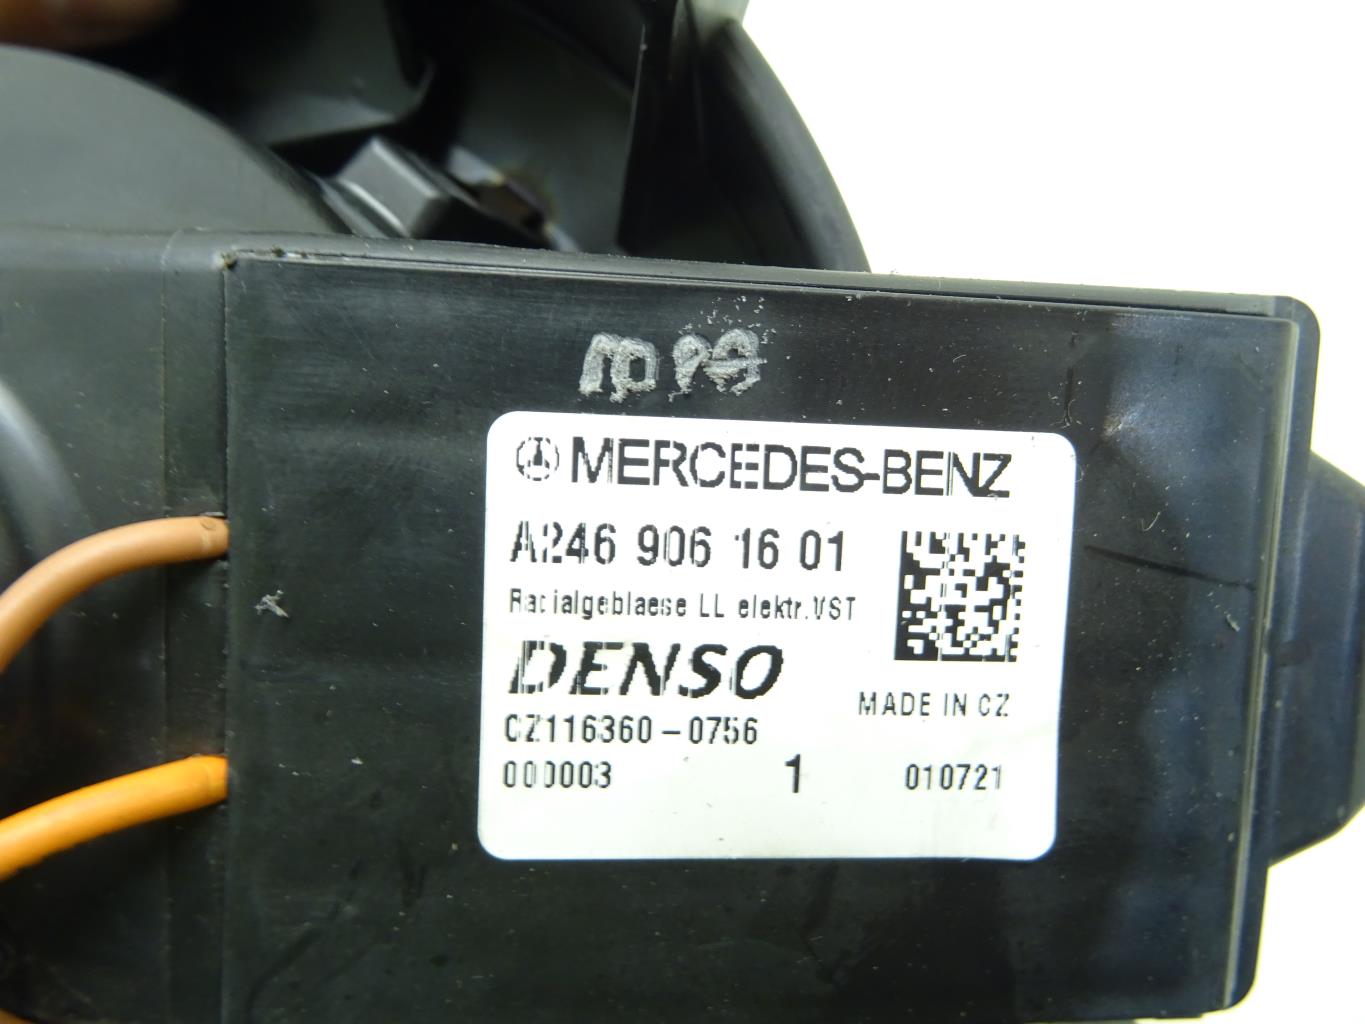 MERCEDES-BENZ
A246 906 16 01
Radialgeblaese LL elektr.VST
DENSO
MADE IN CZ
CZ116360-0756
000003 1 010721